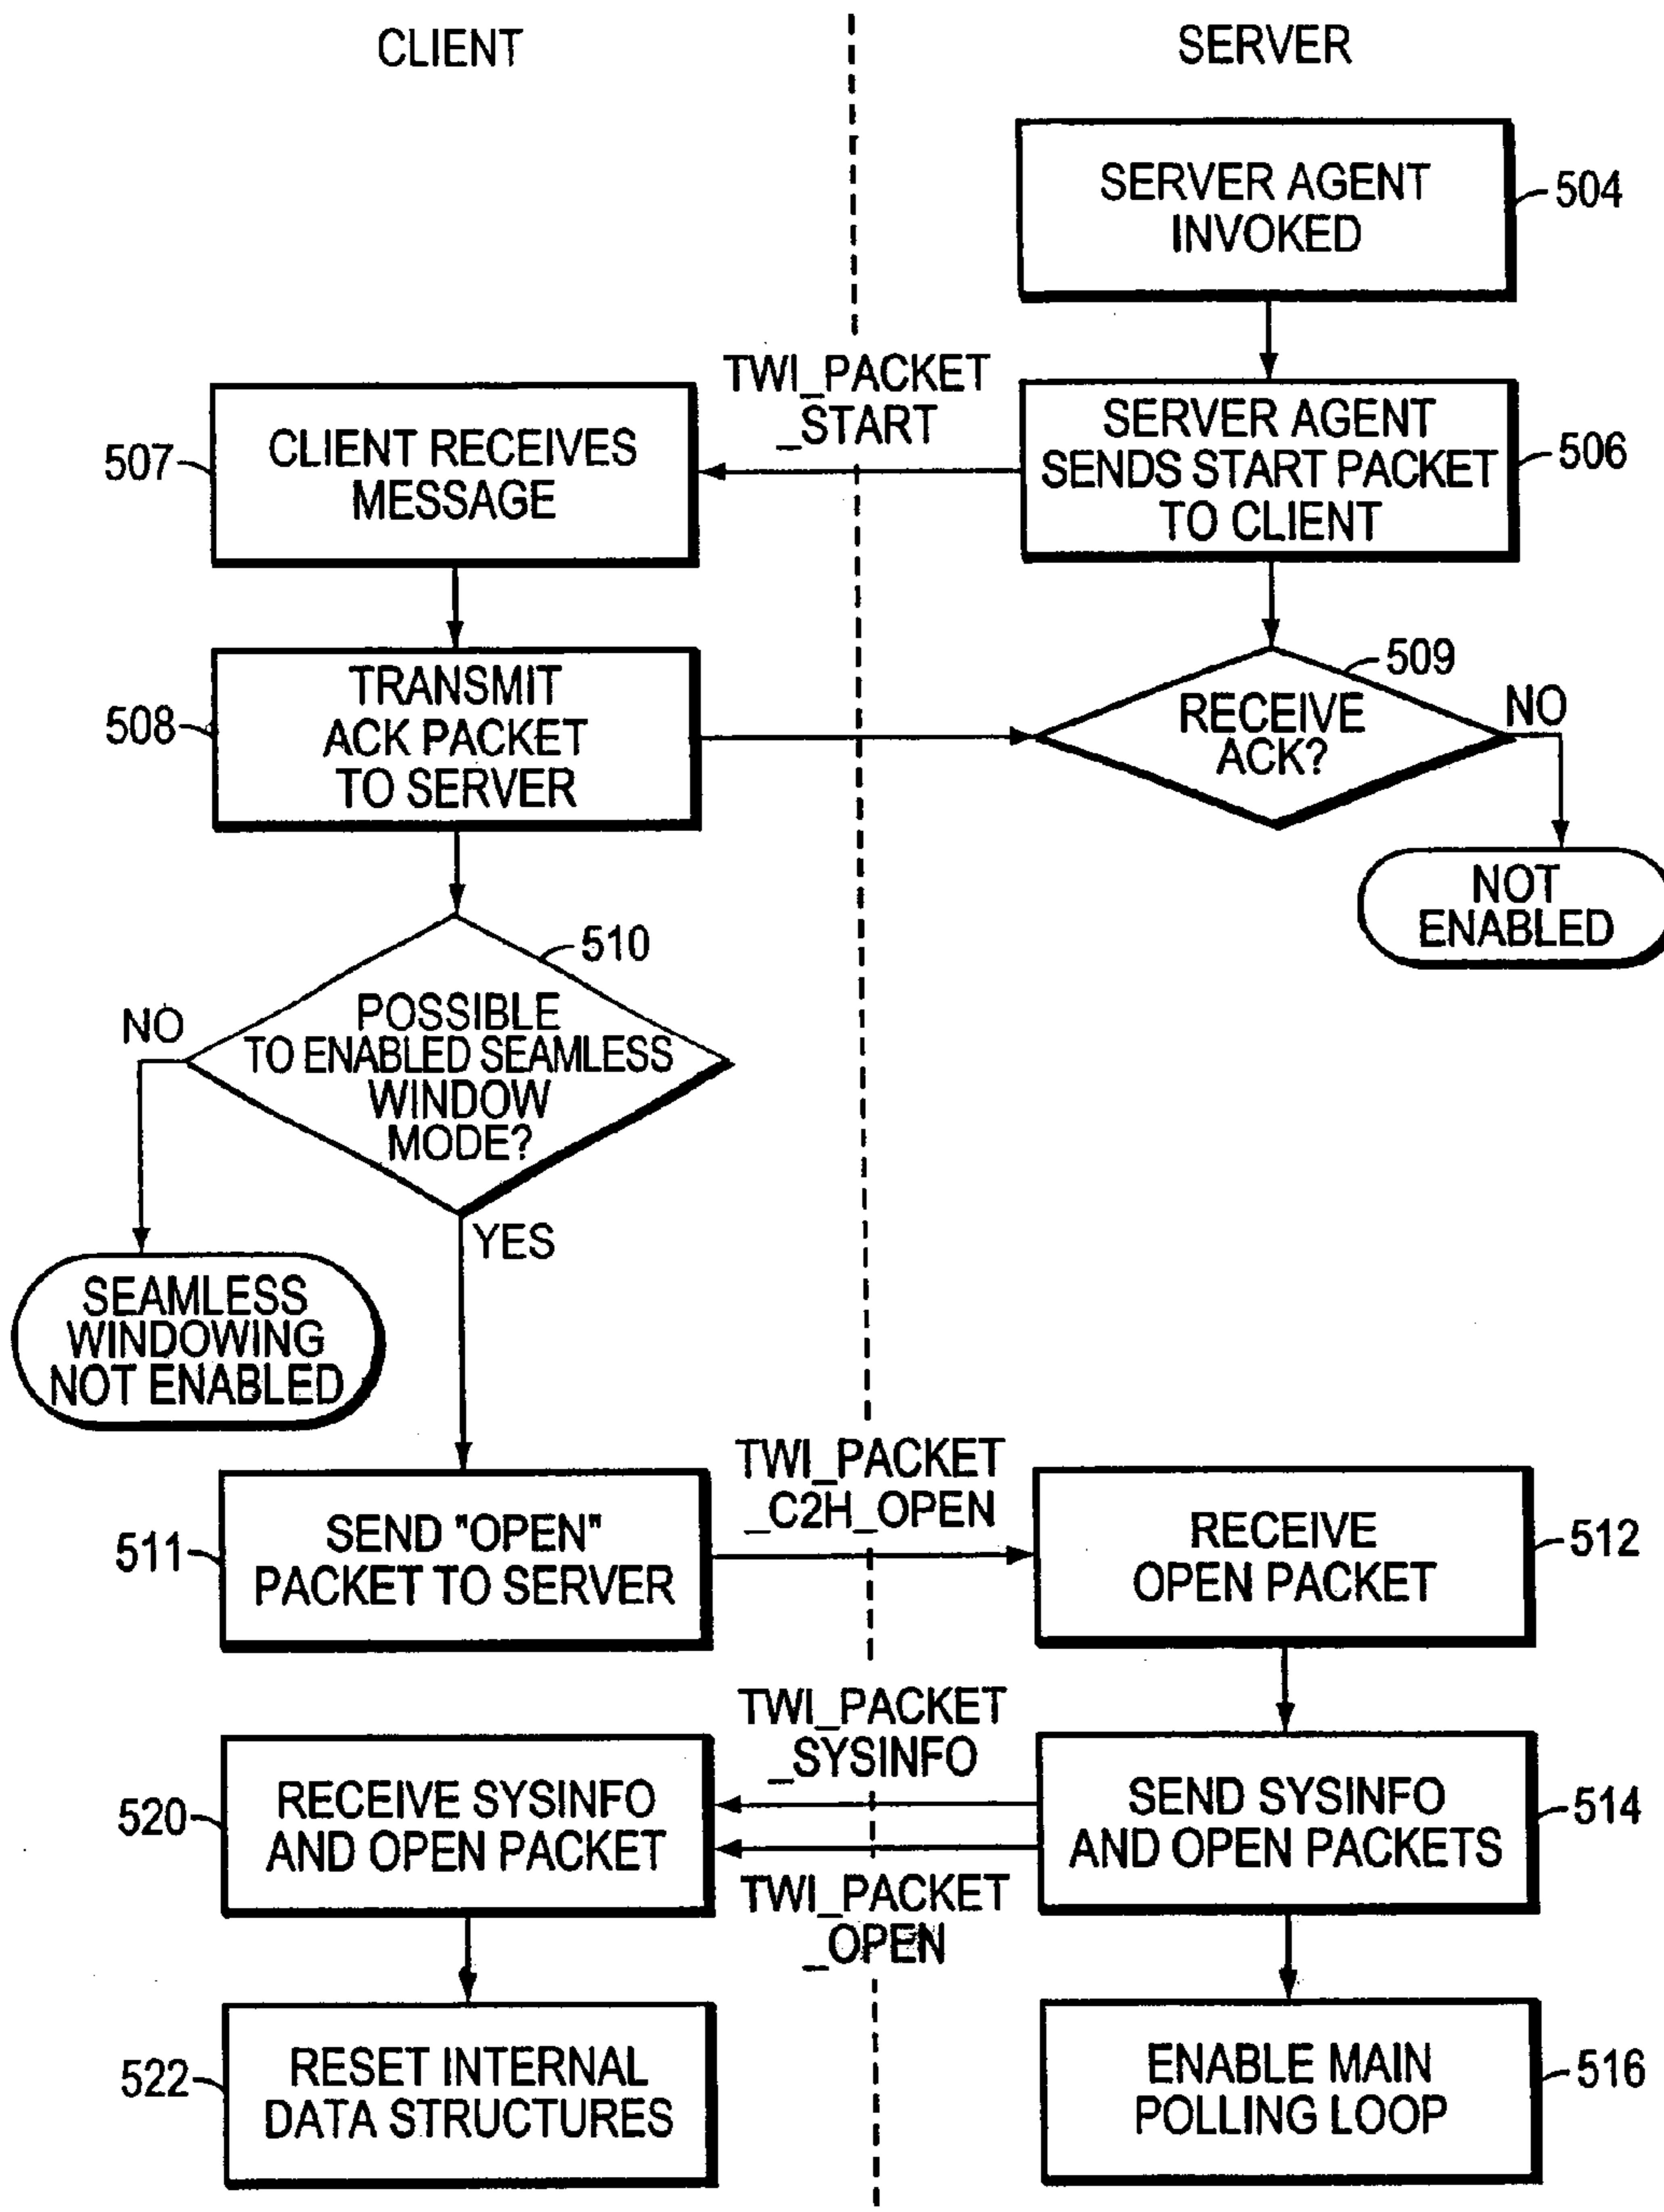 CLIENT
SERVER
SERVER AGENT
INVOKED
504
TWI_PACKET
_START
CLIENT RECEIVES
MESSAGE
507
SERVER AGENT
SENDS START PACKET
TO CLIENT
506
TRANSMIT
ACK PACKET
TO SERVER
508
RECEIVE
ACK?
509
NO
NOT
ENABLED
510
POSSIBLE
TO ENABLED SEAMLESS
WINDOW
MODE?
NO
YES
SEAMLESS
WINDOWING
NOT ENABLED
TWI_PACKET
_C2H_OPEN
511
SEND "OPEN"
PACKET TO SERVER
RECEIVE
OPEN PACKET
512
TWI_PACKET
_SYSINFO
520
RECEIVE SYSINFO
AND OPEN PACKET
SEND SYSINFO
AND OPEN PACKETS
514
TWI_PACKET
_OPEN
522
RESET INTERNAL
DATA STRUCTURES
ENABLE MAIN
POLLING LOOP
516